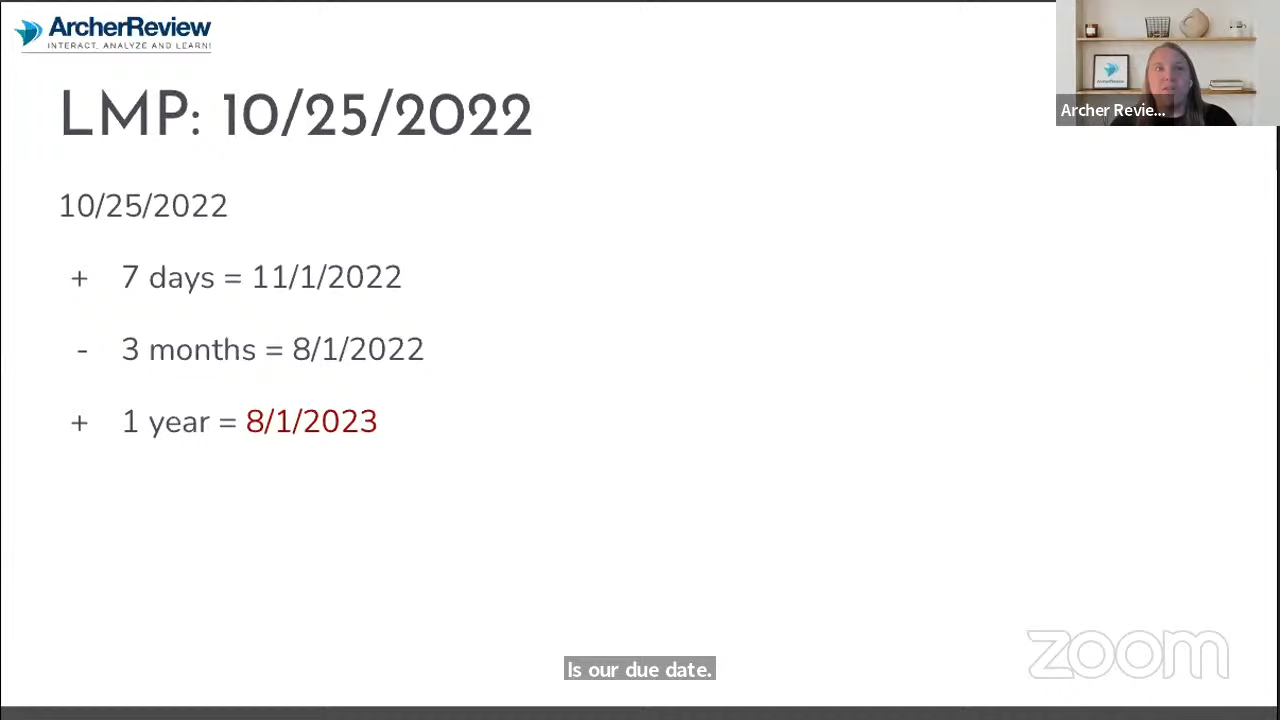 ArcherReview
INTERACT, ANALYZE AND LEARN!
LMP: 10/25/2022
10/25/2022
+ 7 days = 11/1/2022
- 3 months = 8/1/2022
+ 1 year = 8/1/2023
Archer Revie...
ArcherReview
Is our due date.
zoom